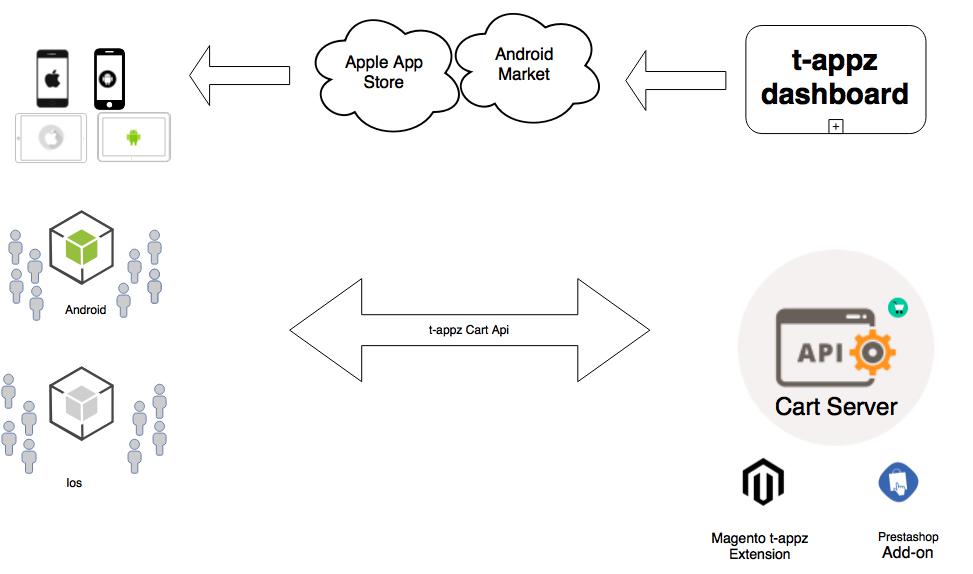 Apple App
Store
Android
Market
t-appz
dashboard
+
Android
t-appz Cart Api
API
Cart Server
Ios
Magento t-appz
Extension
Prestashop
Add-on